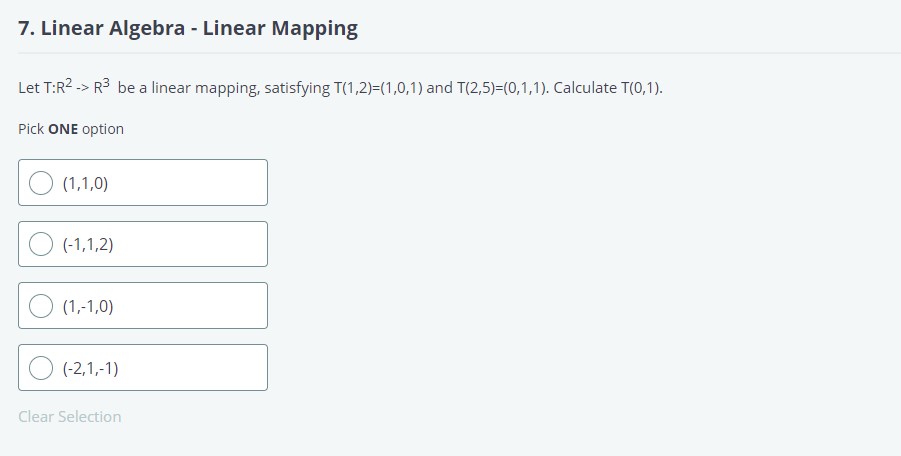 7. Linear Algebra - Linear Mapping
Let T:R² -> R³ be a linear mapping, satisfying T(1,2)=(1,0,1) and T(2,5)=(0,1,1). Calculate T(0,1).
Pick ONE option
(1,1,0)
(-1,1,2)
(1,-1,0)
(-2,1,-1)
Clear Selection